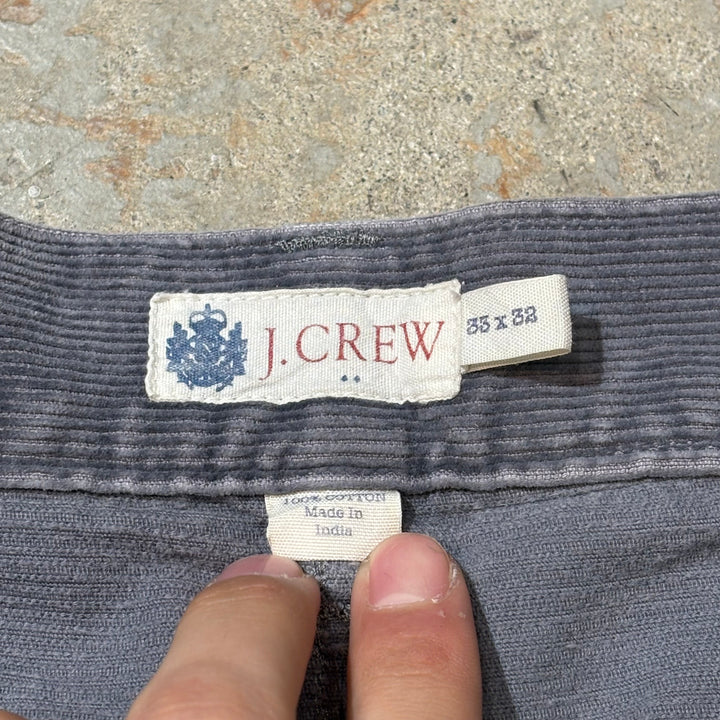 J.CREW
33 x 32
100% COTTON
Made In
India